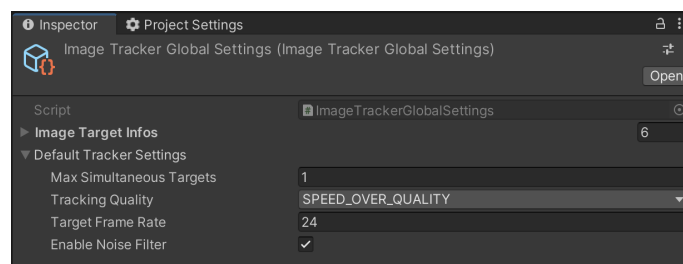 Inspector Project Settings
Image Tracker Global Settings (Image Tracker Global Settings)
Open
Script ImageTrackerGlobalSettings
Image Target Infos 6
Default Tracker Settings
Max Simultaneous Targets 1
Tracking Quality SPEED_OVER_QUALITY
Target Frame Rate 24
Enable Noise Filter